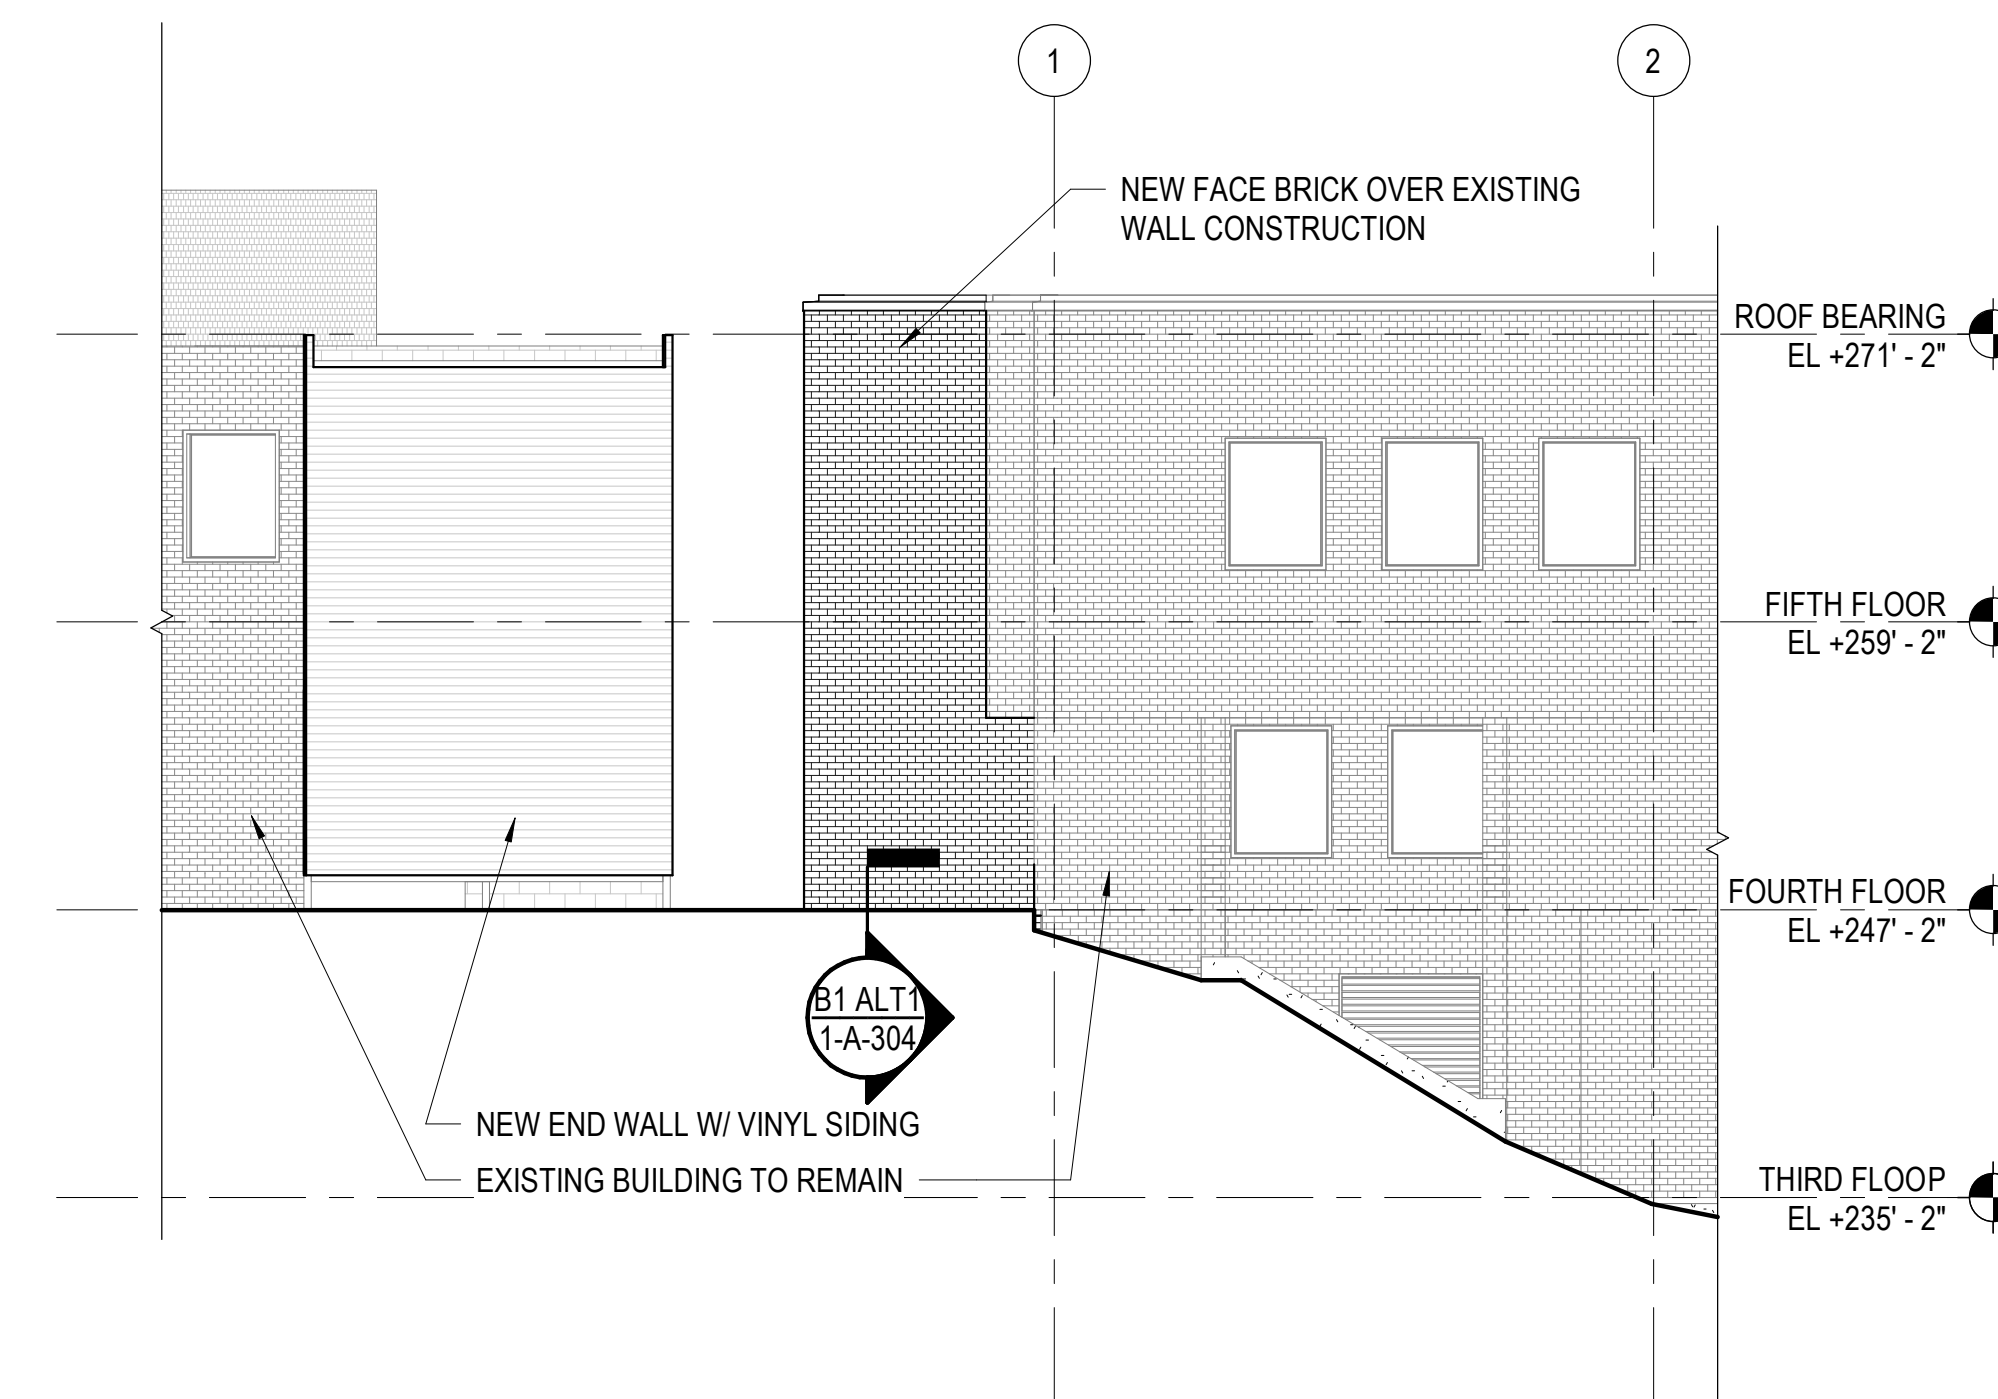 1
2
NEW FACE BRICK OVER EXISTING
WALL CONSTRUCTION
ROOF BEARING
EL +271' - 2"
FIFTH FLOOR
EL +259' - 2"
FOURTH FLOOR
EL +247' - 2"
B1 ALT1
1-A-304
NEW END WALL W/ VINYL SIDING
EXISTING BUILDING TO REMAIN
THIRD FLOOP
EL +235' - 2"